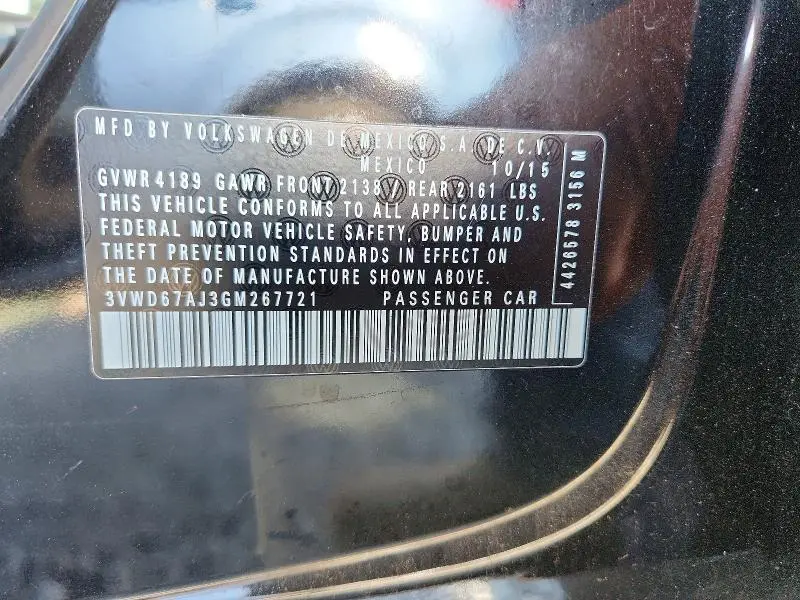 MFD BY VOLKSWAGEN DE MEXICO S.A. DE C.V.
MEXICO 10/15
GVWR 4189 GAWR FRONT 2138 / REAR 2161 LBS
THIS VEHICLE CONFORMS TO ALL APPLICABLE U.S.
FEDERAL MOTOR VEHICLE SAFETY, BUMPER AND
THEFT PREVENTION STANDARDS IN EFFECT ON
THE DATE OF MANUFACTURE SHOWN ABOVE.
3VWD67AJ3GM267721 PASSENGER CAR
4426578 3156 M